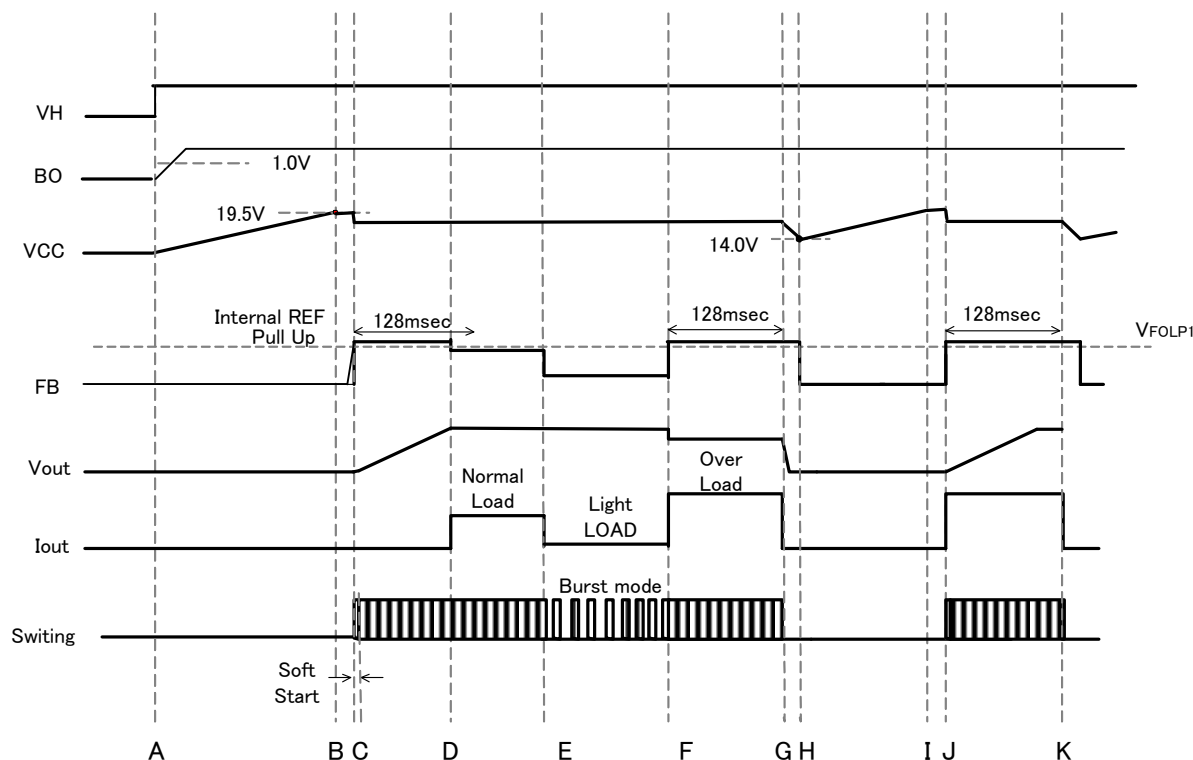 VH
BO
1.0V
19.5V
VCC
14.0V
Internal REF
Pull Up
128msec
128msec
128msec
VFOLP1
FB
Vout
Normal
Load
Light
LOAD
Over
Load
Iout
Burst mode
Switing
Soft
Start
A B C D E F G H I J K